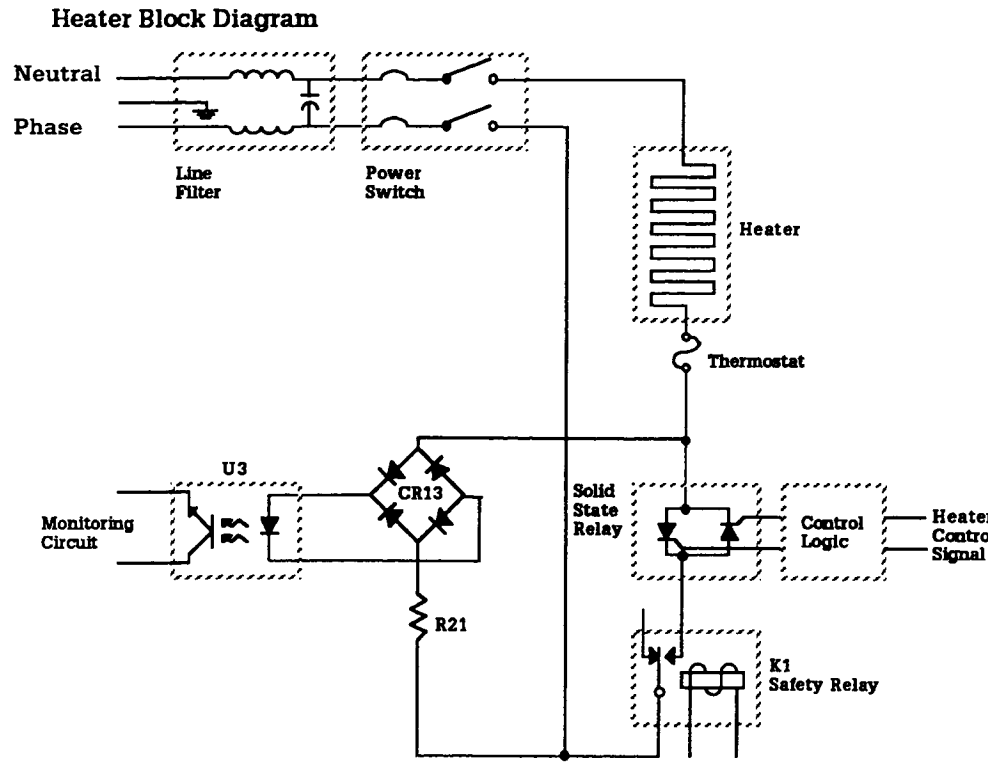 Heater Block Diagram
Neutral
Phase
Line
Filter
Power
Switch
Heater
Thermostat
U3
CR13
Monitoring
Circuit
Solid
State
Relay
Control
Logic
Heater
Control
Signal
R21
K1
Safety Relay